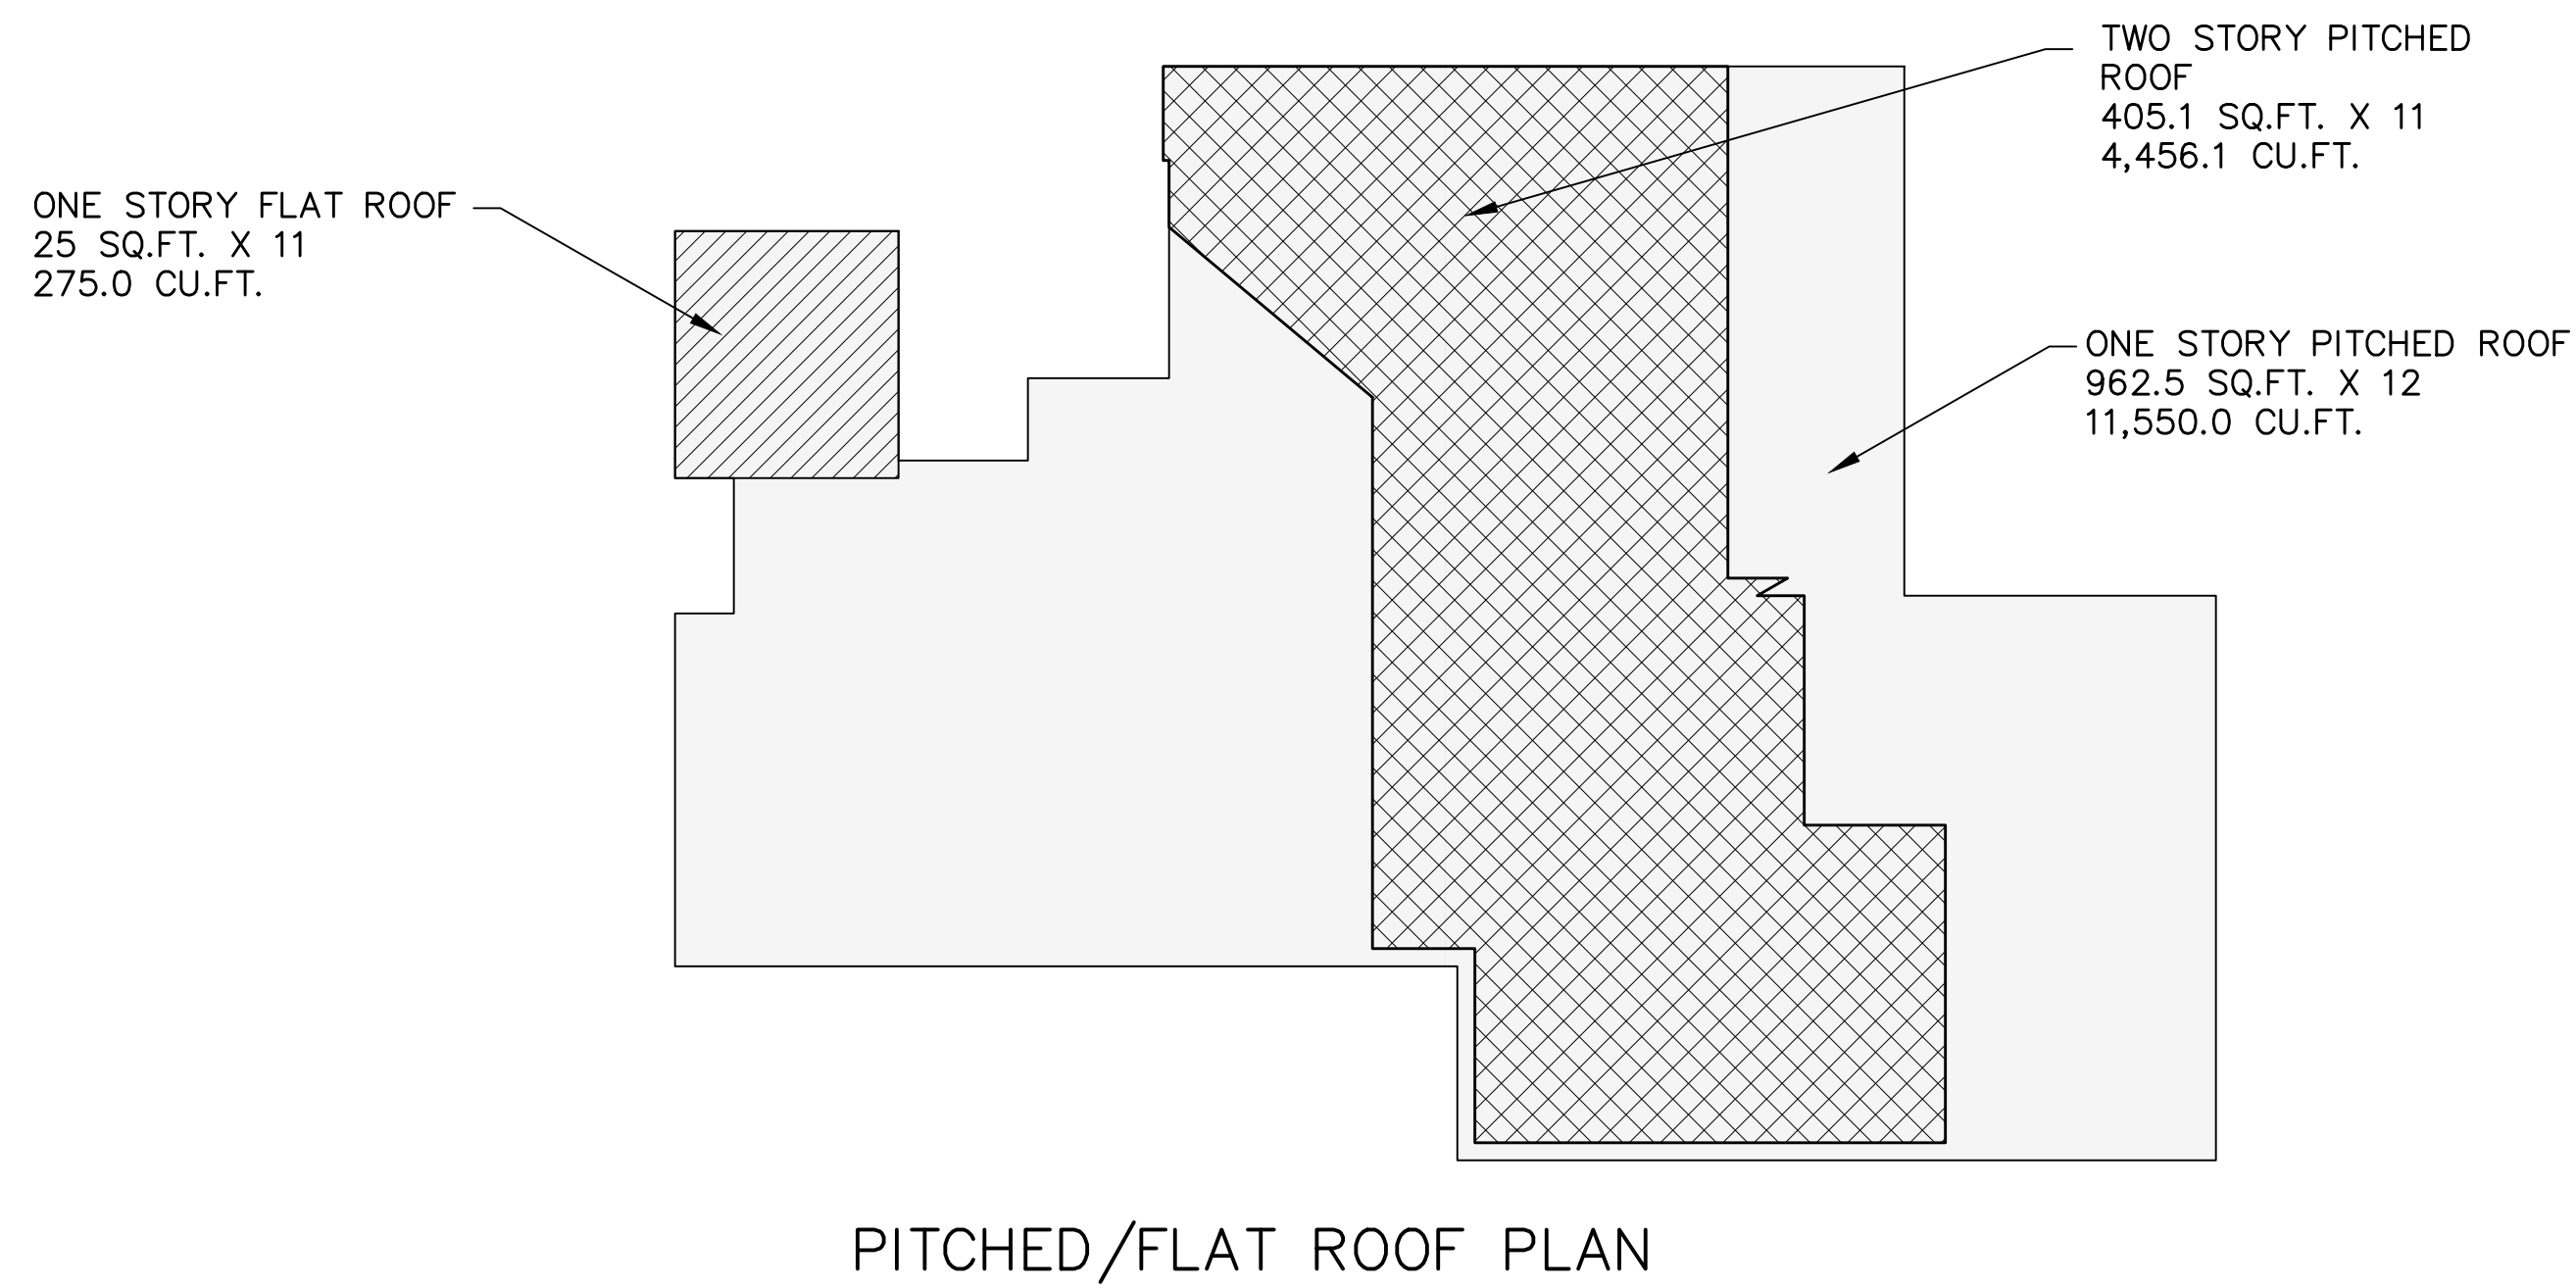 TWO STORY PITCHED
ROOF
405.1 SQ.FT. X 11
4,456.1 CU.FT.
ONE STORY FLAT ROOF
25 SQ.FT. X 11
275.0 CU.FT.
ONE STORY PITCHED ROOF
962.5 SQ.FT. X 12
11,550.0 CU.FT.
PITCHED/FLAT ROOF PLAN